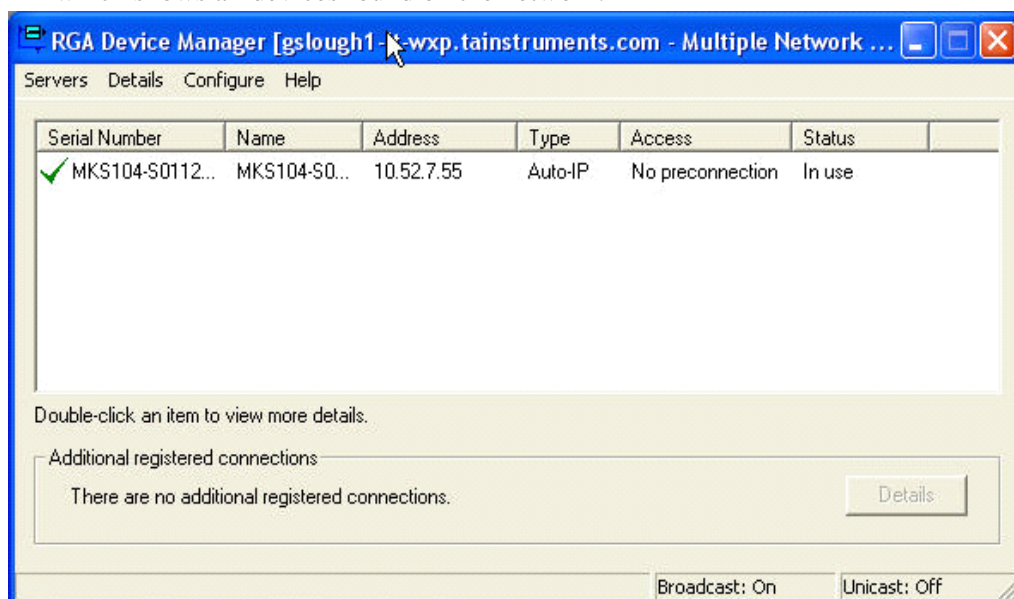 RGA Device Manager [gslough1- -wxp.tainstruments.com - Multiple Network ...
Servers Details Configure Help
Serial Number Name Address Type Access Status
MKS104-S0112... MKS104-S0... 10.52.7.55 Auto-IP No preconnection In use
Double-click an item to view more details.
Additional registered connections
There are no additional registered connections.
Details
Broadcast: On Unicast: Off